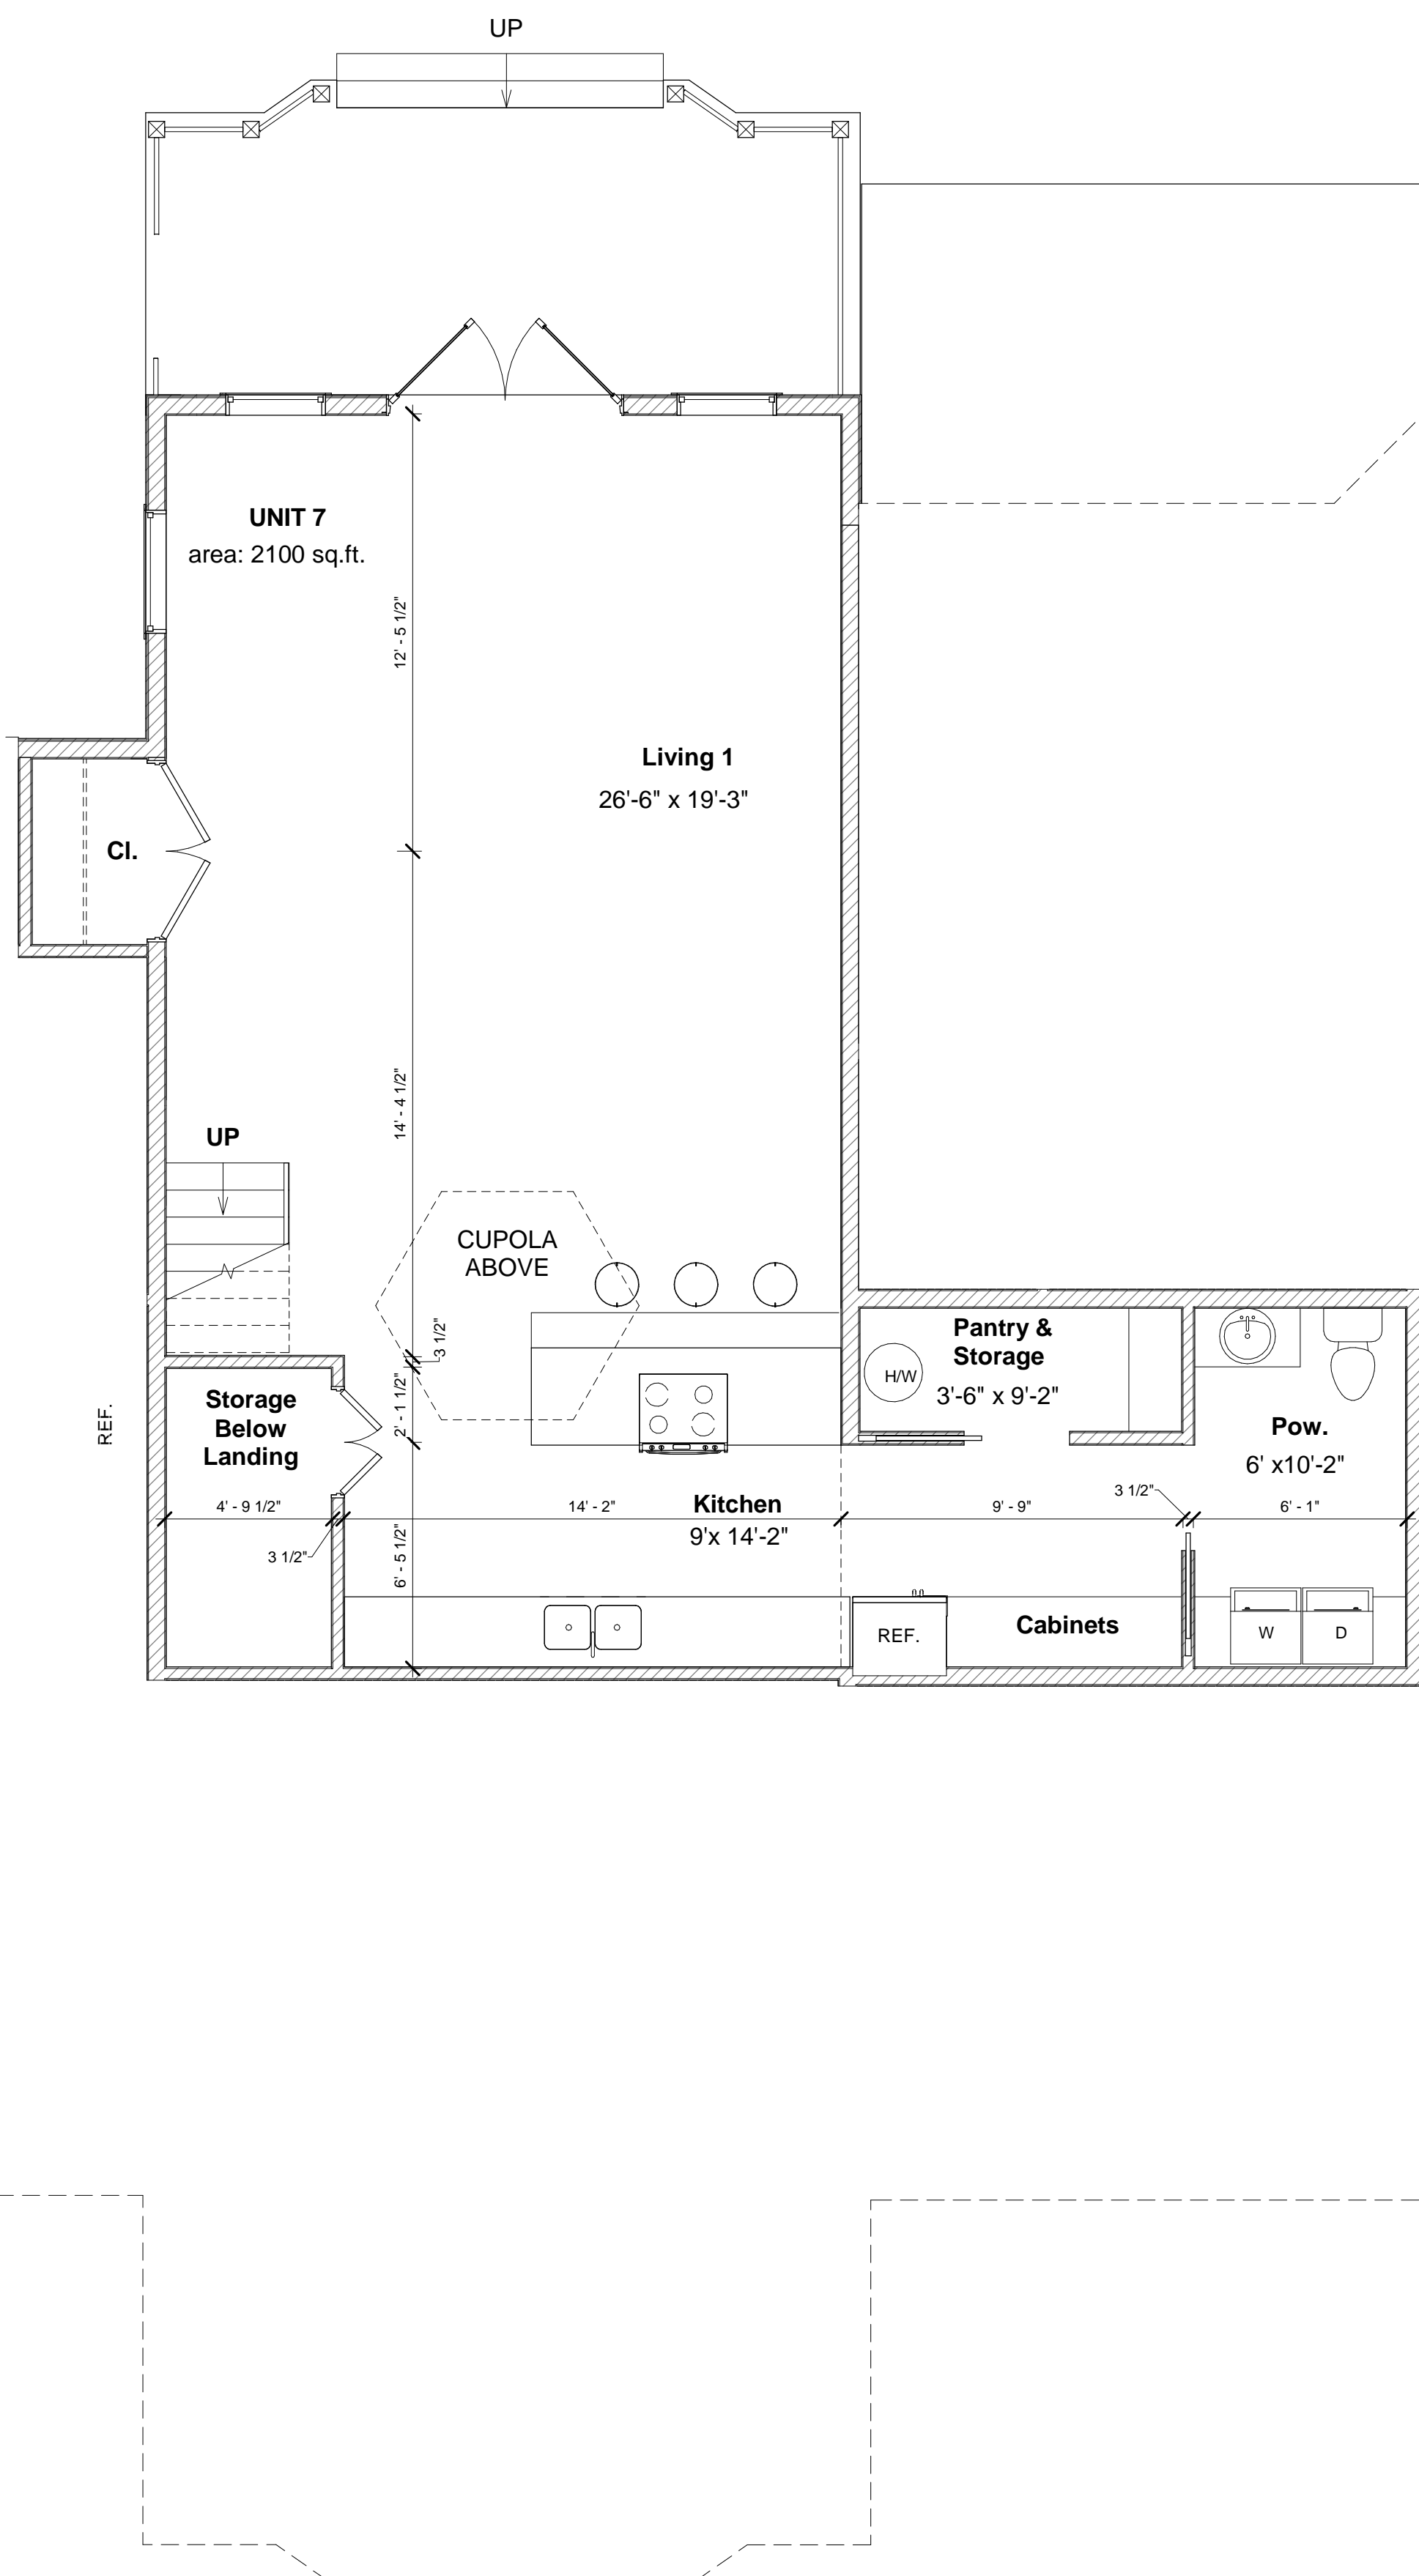 UP
UNIT 7
area: 2100 sq.ft.
12' - 5 1/2"
Living 1
26'-6" x 19'-3"
Cl.
14' - 4 1/2"
UP
CUPOLA
ABOVE
3 1/2"
Pantry &
Storage
3'-6" x 9'-2"
H/W
Storage
Below
Landing
REF.
2' - 1 1/2"
Pow.
6' x10'-2"
4' - 9 1/2"
14' - 2"
Kitchen
9'x 14'-2"
9' - 9"
3 1/2"
6' - 1"
3 1/2"
6' - 5 1/2"
REF.
Cabinets
W
D